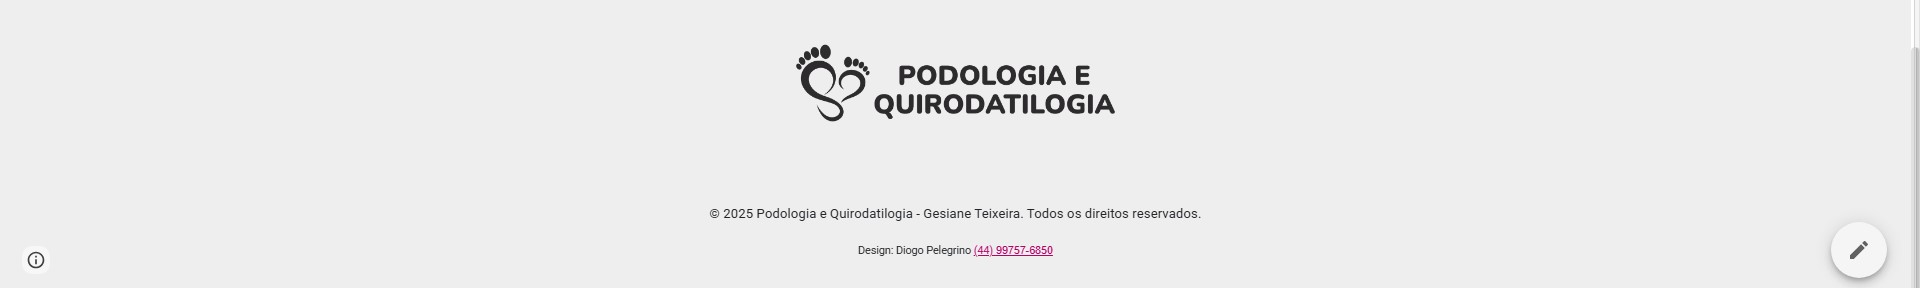 PODOLOGIA E
QUIRODATILOGIA
© 2025 Podologia e Quirodatilogia - Gesiane Teixeira. Todos os direitos reservados.
Design: Diogo Pelegrino (44) 99757-6850